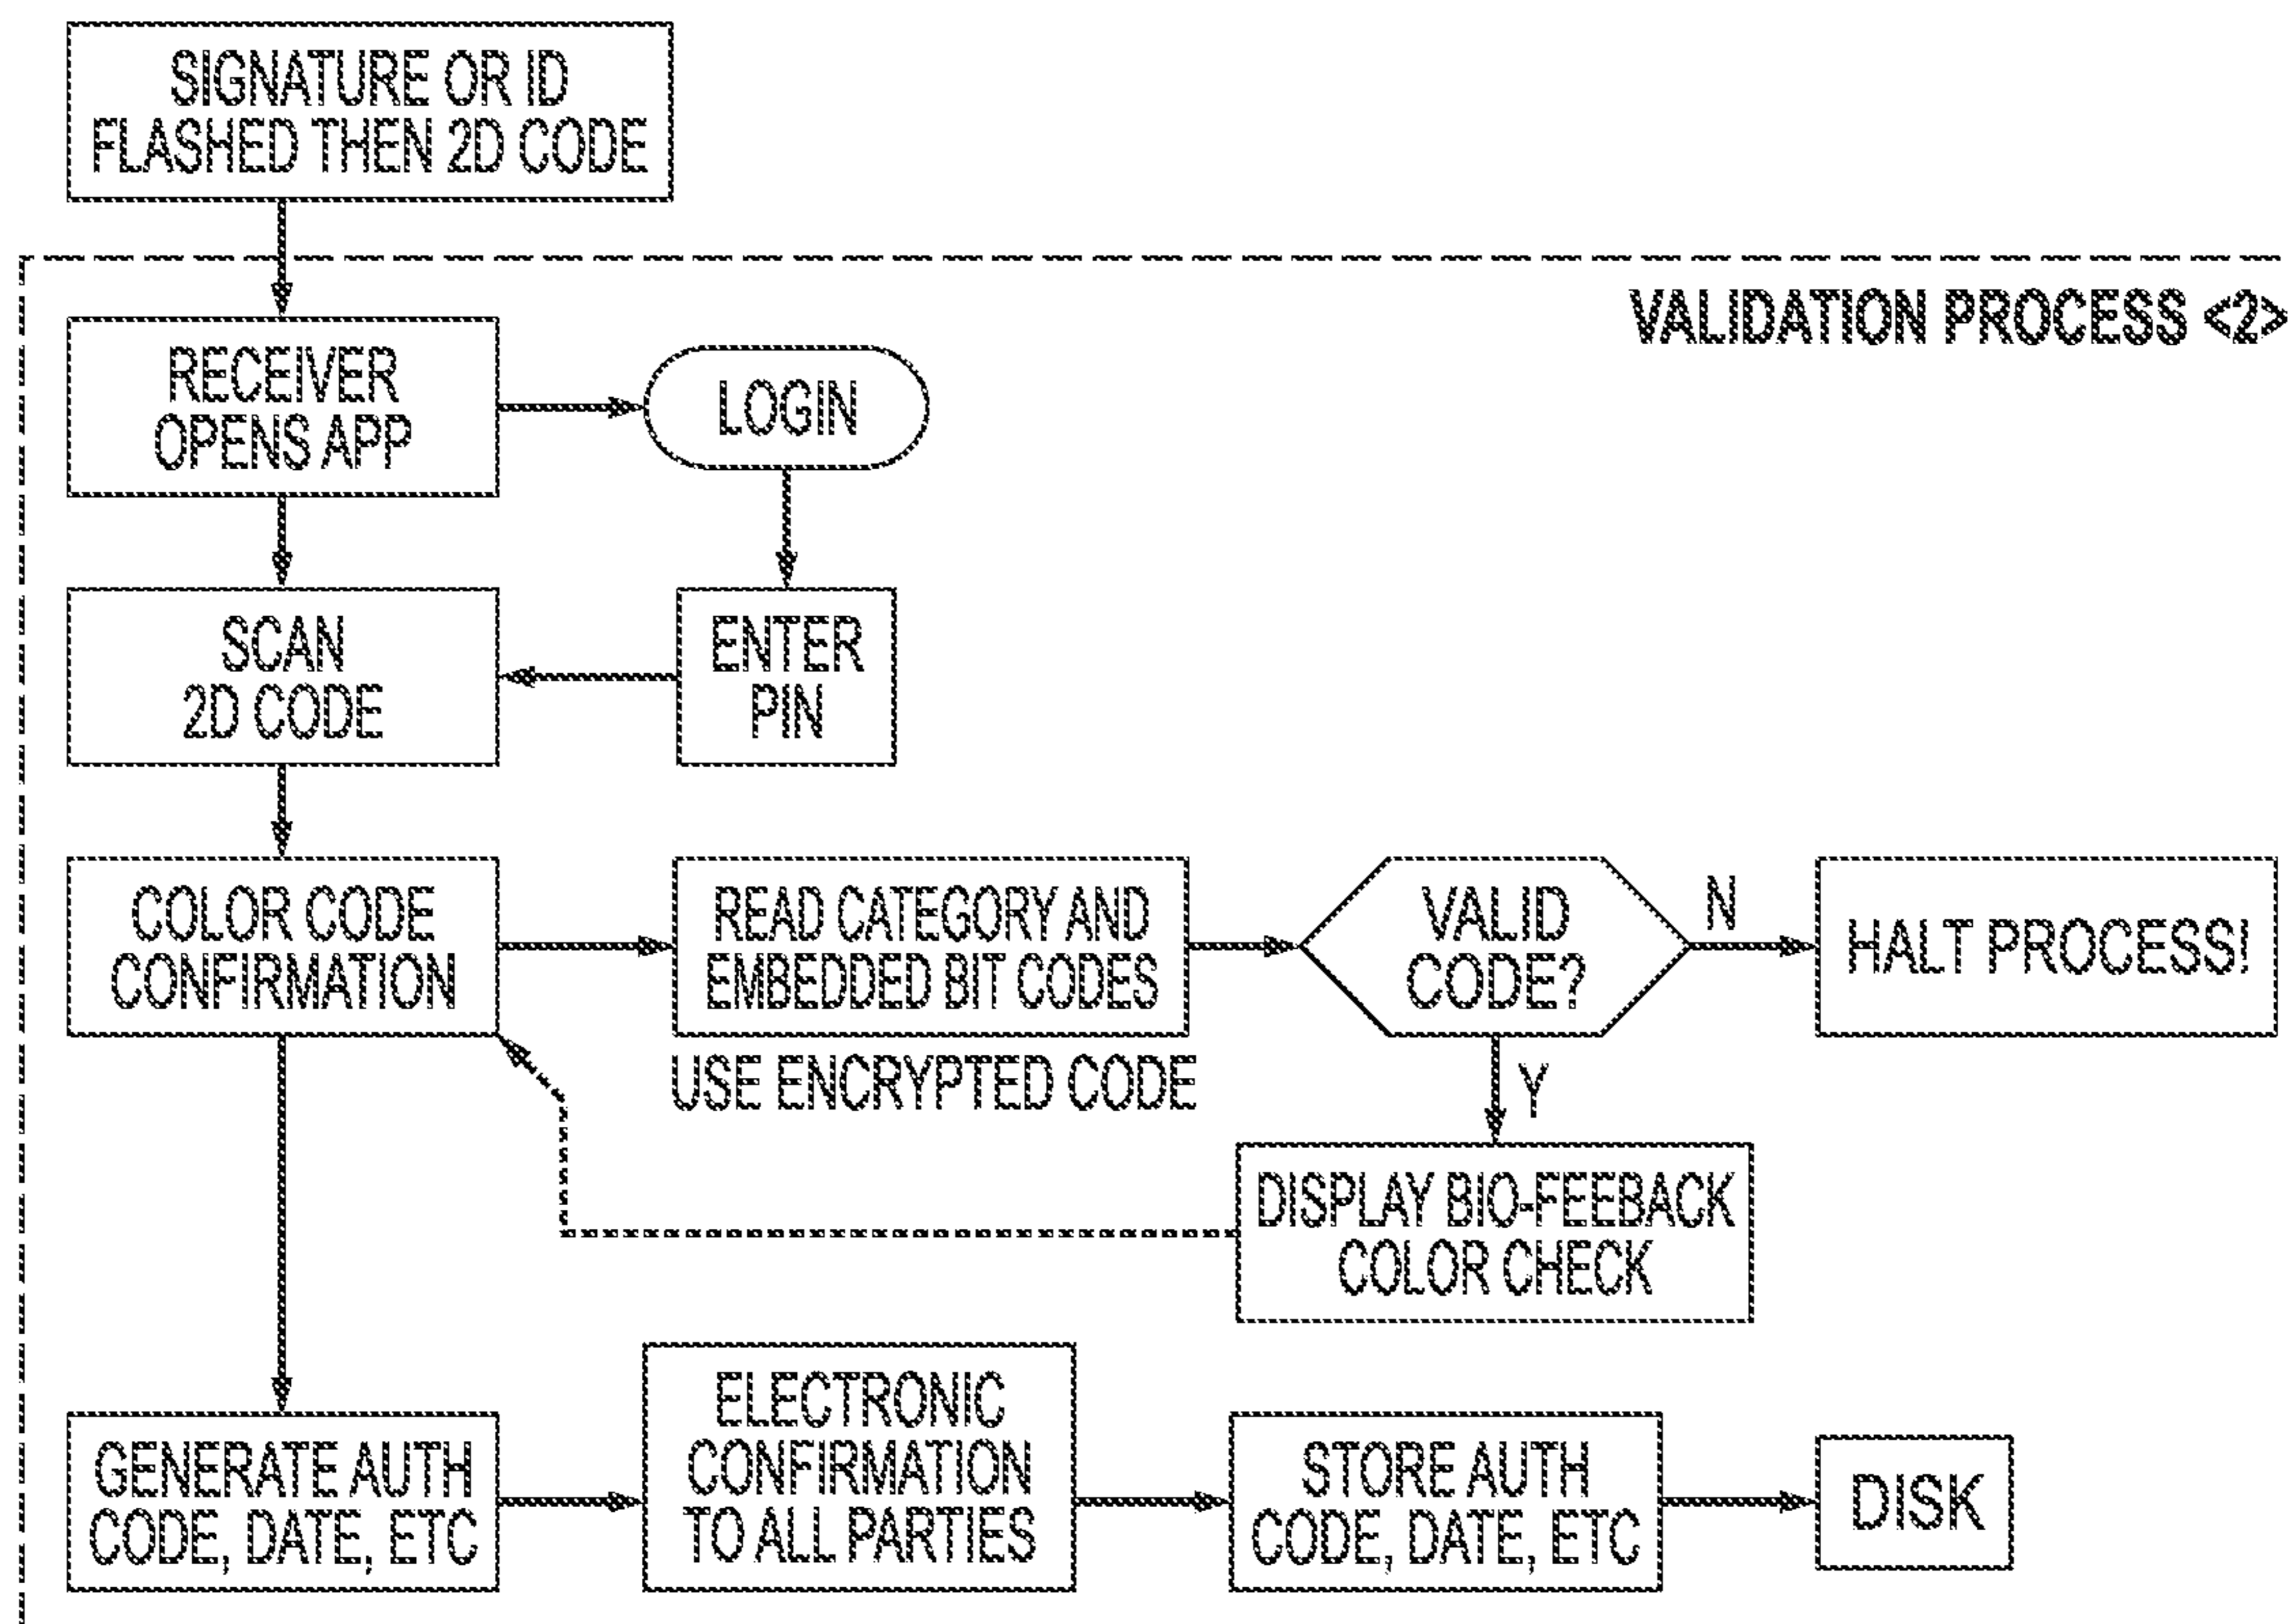 SIGNATURE OR ID
FLASHED THEN 2D CODE
VALIDATION PROCESS <2>
RECEIVER
OPENS APP
LOGIN
SCAN
2D CODE
ENTER
PIN
COLOR CODE
CONFIRMATION
READ CATEGORY AND
EMBEDDED BIT CODES
USE ENCRYPTED CODE
VALID
CODE?
N
HALT PROCESS!
Y
DISPLAY BIO-FEEBACK
COLOR CHECK
GENERATE AUTH
CODE, DATE, ETC
ELECTRONIC
CONFIRMATION
TO ALL PARTIES
STORE AUTH
CODE, DATE, ETC
DISK